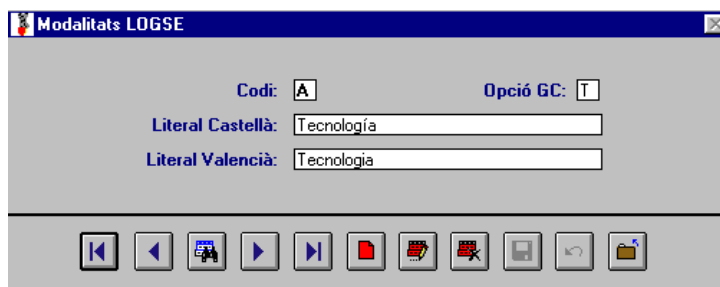 Modalitats LOGSE
Codi: A Opció GC: T
Literal Castellà: Tecnología
Literal Valencià: Tecnologia